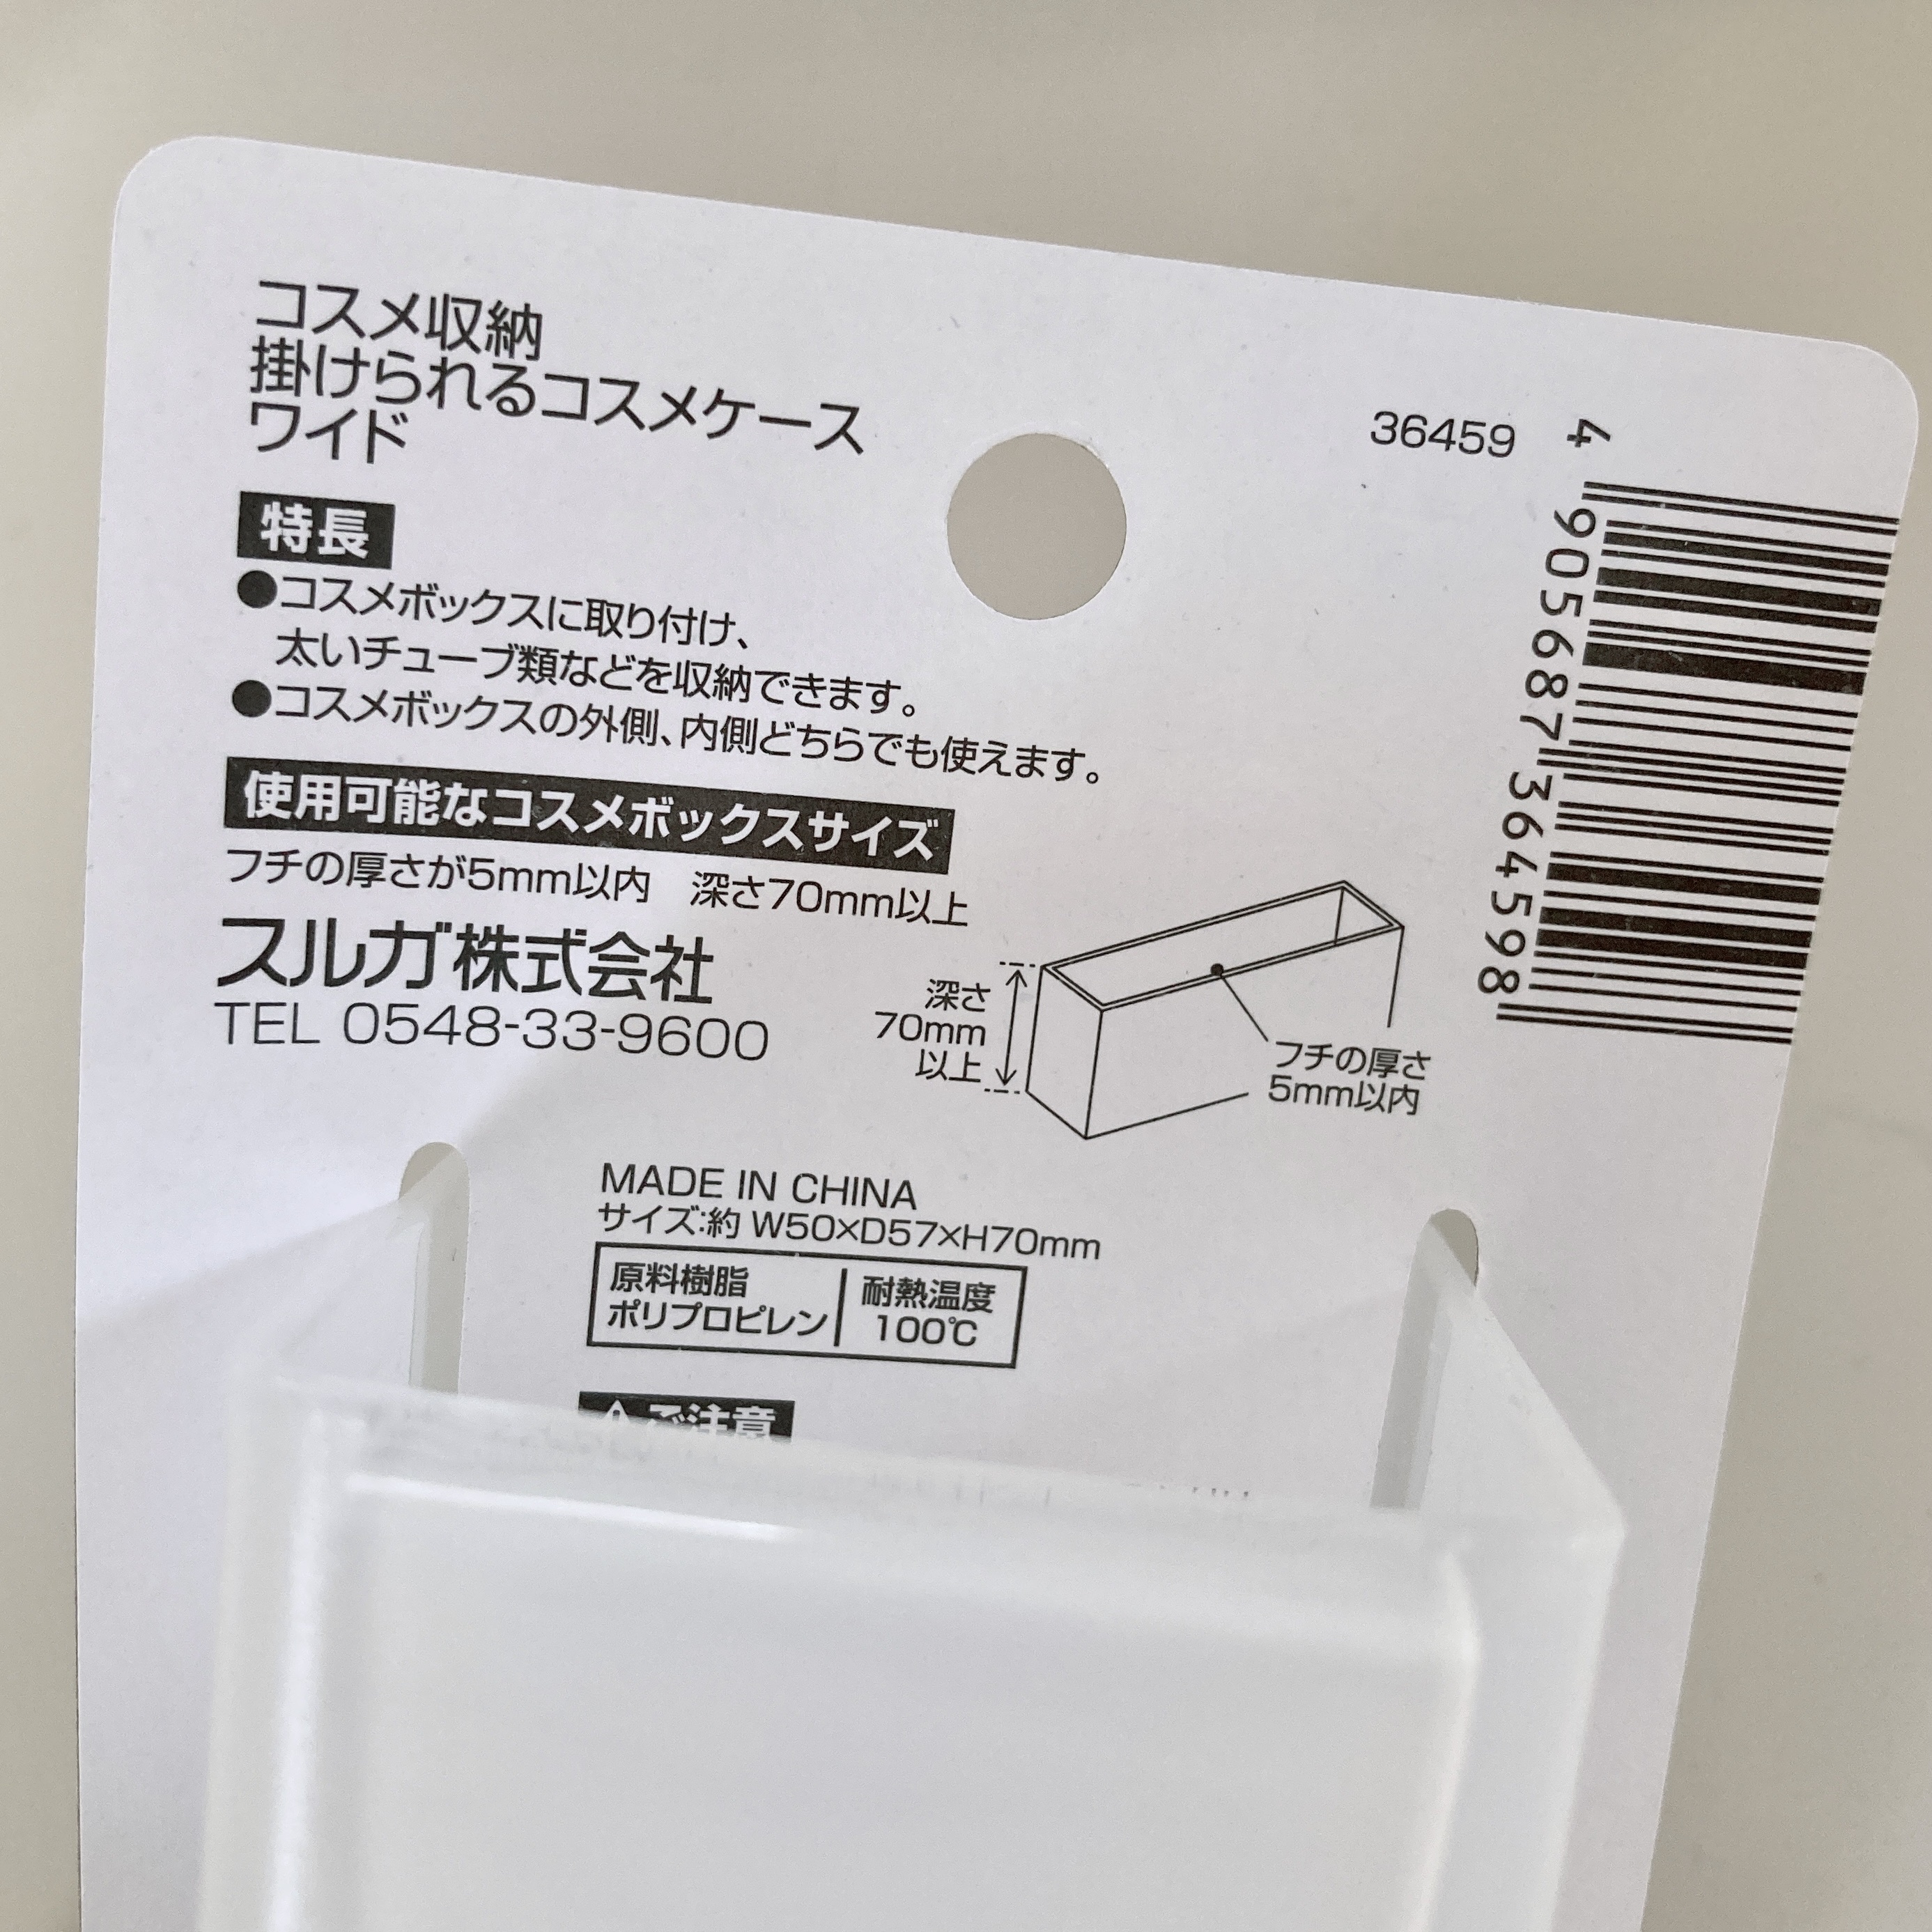 コスメ収納
掛けられるコスメケース
ワイド
36459
特長
●コスメボックスに取り付け、
太いチューブ類などを収納できます。
●コスメボックスの外側、内側どちらでも使えます。
使用可能なコスメボックスサイズ
フチの厚さが5mm以内　深さ70mm以上
スルガ株式会社
TEL 0548-33-9600
深さ
70mm
以上
フチの厚さ
5mm以内
4 905687 364598
MADE IN CHINA
サイズ:約 W50×D57×H70mm
原料樹脂
ポリプロピレン
耐熱温度
100℃
⚠ご注意